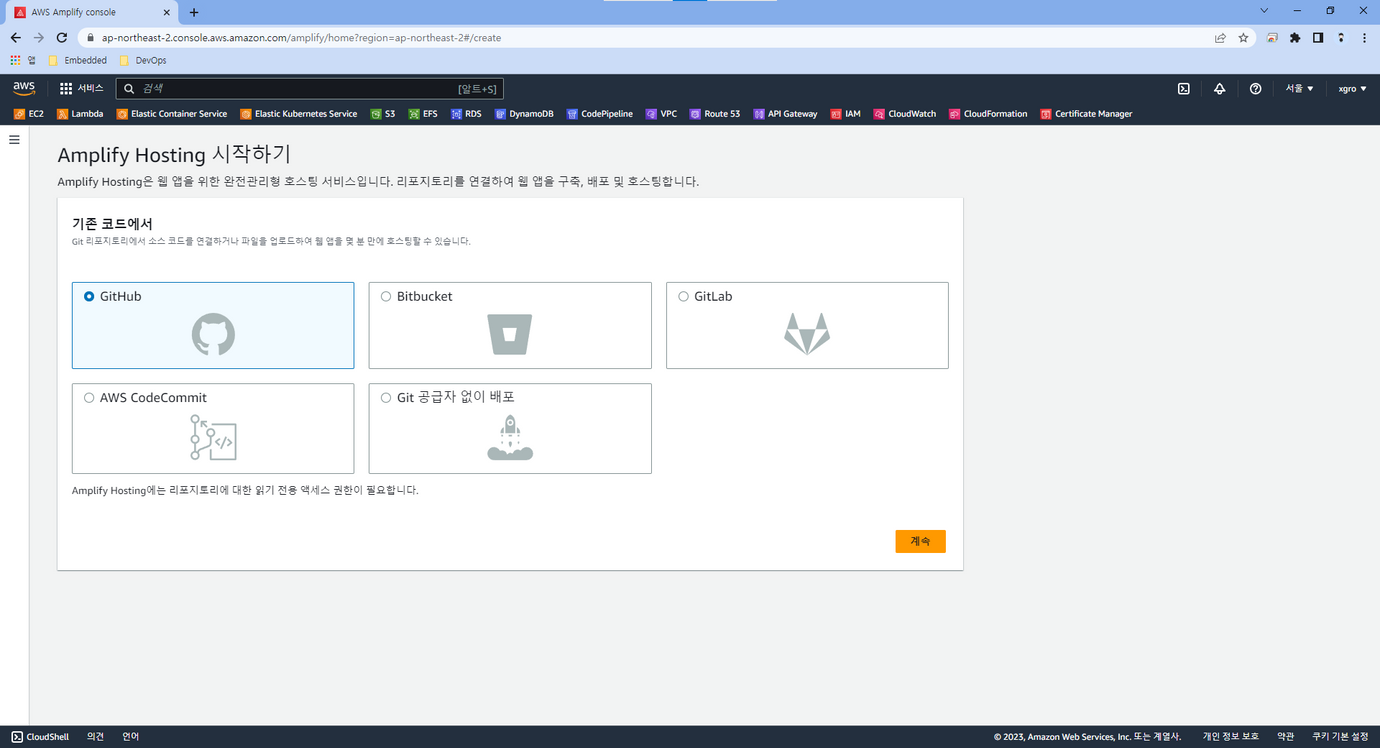 AWS Amplify console
ap-northeast-2.console.aws.amazon.com/amplify/home?region=ap-northeast-2#/create
앱 Embedded DevOps
aws 서비스 검색 [알트+S] 서울 xgro
EC2 Lambda Elastic Container Service Elastic Kubernetes Service S3 EFS RDS DynamoDB CodePipeline VPC Route 53 API Gateway IAM CloudWatch CloudFormation Certificate Manager
Amplify Hosting 시작하기
Amplify Hosting은 웹 앱을 위한 완전관리형 호스팅 서비스입니다. 리포지토리를 연결하여 웹 앱을 구축, 배포 및 호스팅합니다.
기존 코드에서
Git 리포지토리에서 소스 코드를 연결하거나 파일을 업로드하여 웹 앱을 몇 분 만에 호스팅할 수 있습니다.
GitHub Bitbucket GitLab
AWS CodeCommit Git 공급자 없이 배포
Amplify Hosting에는 리포지토리에 대한 읽기 전용 액세스 권한이 필요합니다.
계속
CloudShell 의견 언어 © 2023, Amazon Web Services, Inc. 또는 계열사. 개인 정보 보호 약관 쿠키 기본 설정